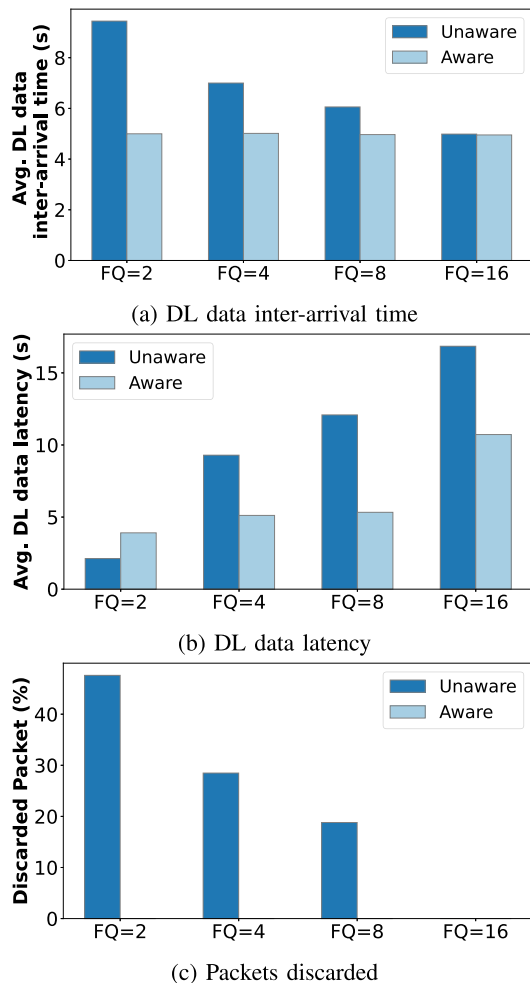 Avg. DL data
inter-arrival time (s)
8
6
4
2
0
Unaware
Aware
FQ=2 FQ=4 FQ=8 FQ=16
(a) DL data inter-arrival time
Avg. DL data latency (s)
15
10
5
0
Unaware
Aware
FQ=2 FQ=4 FQ=8 FQ=16
(b) DL data latency
Discarded Packet (%)
40
30
20
10
0
Unaware
Aware
FQ=2 FQ=4 FQ=8 FQ=16
(c) Packets discarded